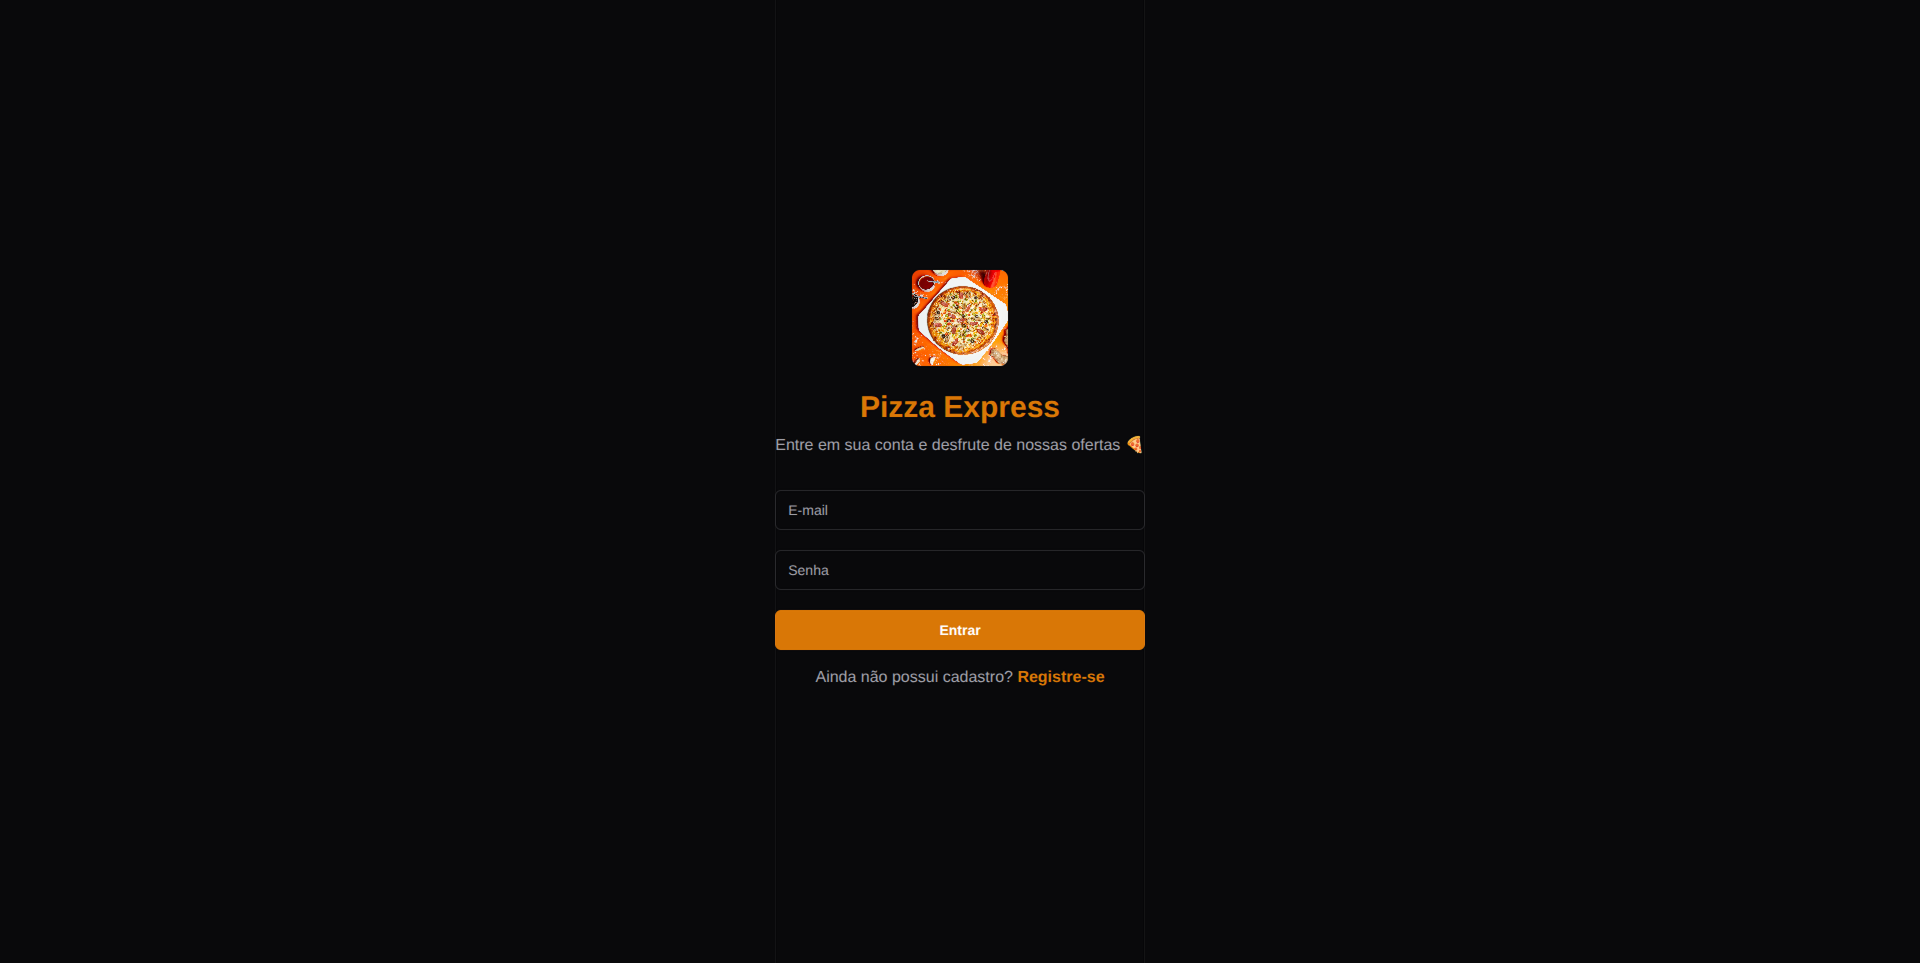 Pizza Express
Entre em sua conta e desfrute de nossas ofertas 🍕
E-mail
Senha
Entrar
Ainda não possui cadastro? Registre-se